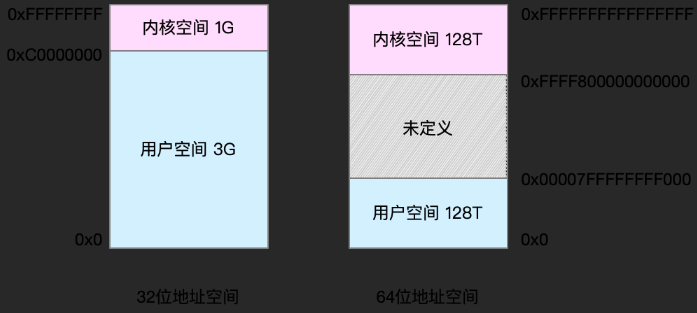 0xFFFFFFFF
内核空间 1G
0xC0000000
用户空间 3G
0x0
32位地址空间
0xFFFFFFFFFFFFFFFF
内核空间 128T
0xFFFF800000000000
未定义
0x00007FFFFFFFF000
用户空间 128T
0x0
64位地址空间